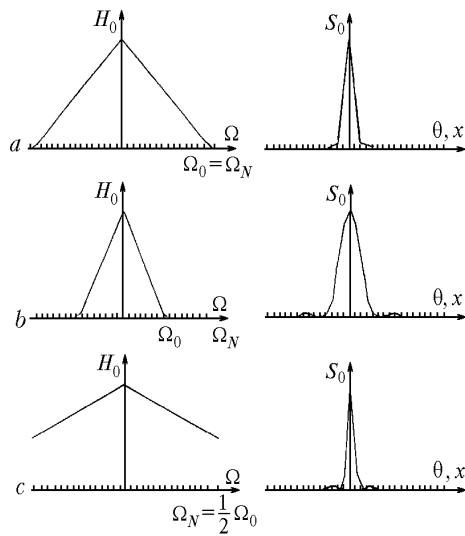 H₀ S₀
a Ω θ, x
Ω₀ = Ω_N
H₀ S₀
b Ω θ, x
Ω₀ Ω_N
H₀ S₀
c Ω θ, x
Ω_N = 1/2 Ω₀